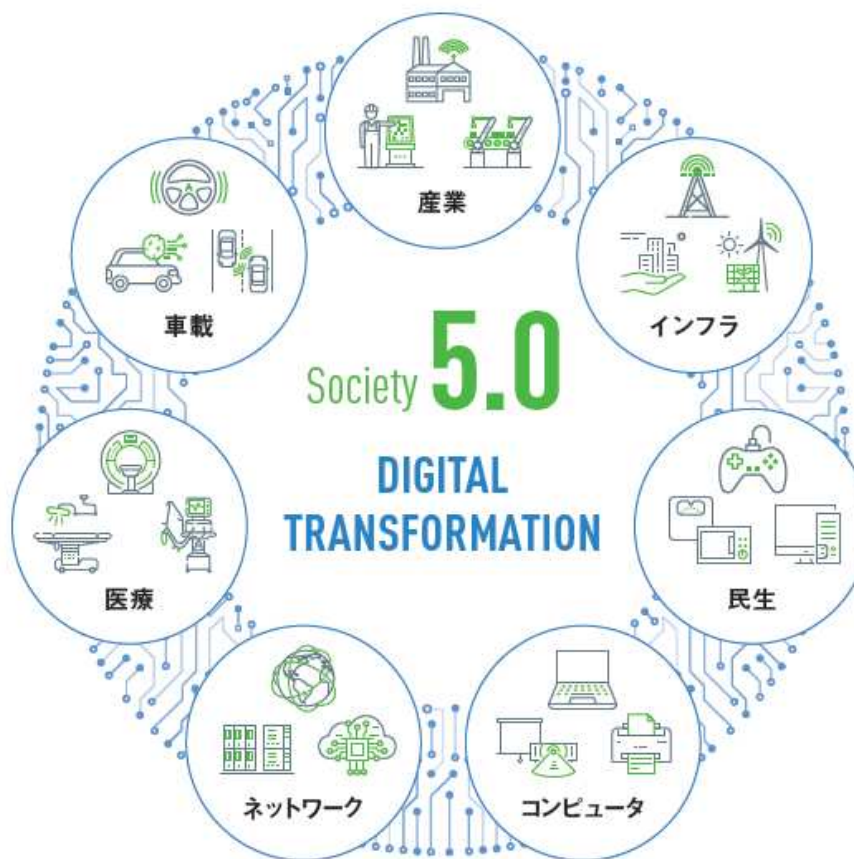 産業
車載
インフラ
Society 5.0
DIGITAL
TRANSFORMATION
医療
民生
ネットワーク
コンピュータ